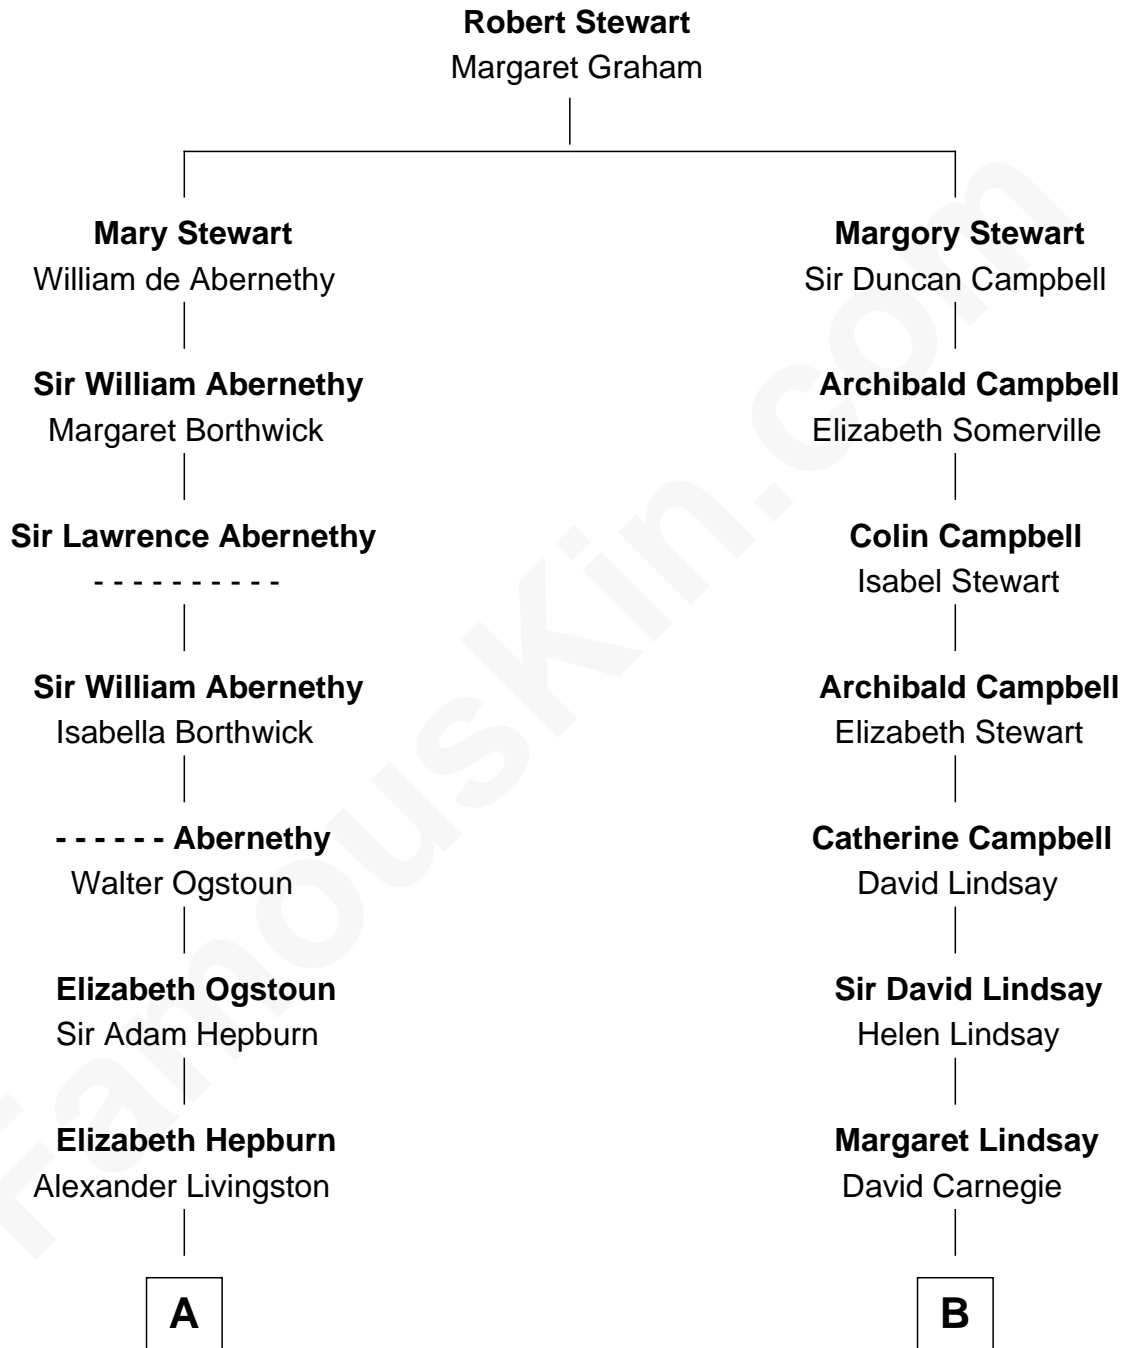 Robert Stewart
Margaret Graham
Mary Stewart
William de Abernethy
Margory Stewart
Sir Duncan Campbell
Sir William Abernethy
Margaret Borthwick
Archibald Campbell
Elizabeth Somerville
Sir Lawrence Abernethy
- - - - - - - - - -
Colin Campbell
Isabel Stewart
Sir William Abernethy
Isabella Borthwick
Archibald Campbell
Elizabeth Stewart
- - - - - - Abernethy
Walter Ogstoun
Catherine Campbell
David Lindsay
Elizabeth Ogstoun
Sir Adam Hepburn
Sir David Lindsay
Helen Lindsay
Elizabeth Hepburn
Alexander Livingston
Margaret Lindsay
David Carnegie
A
B
FamousKin.com